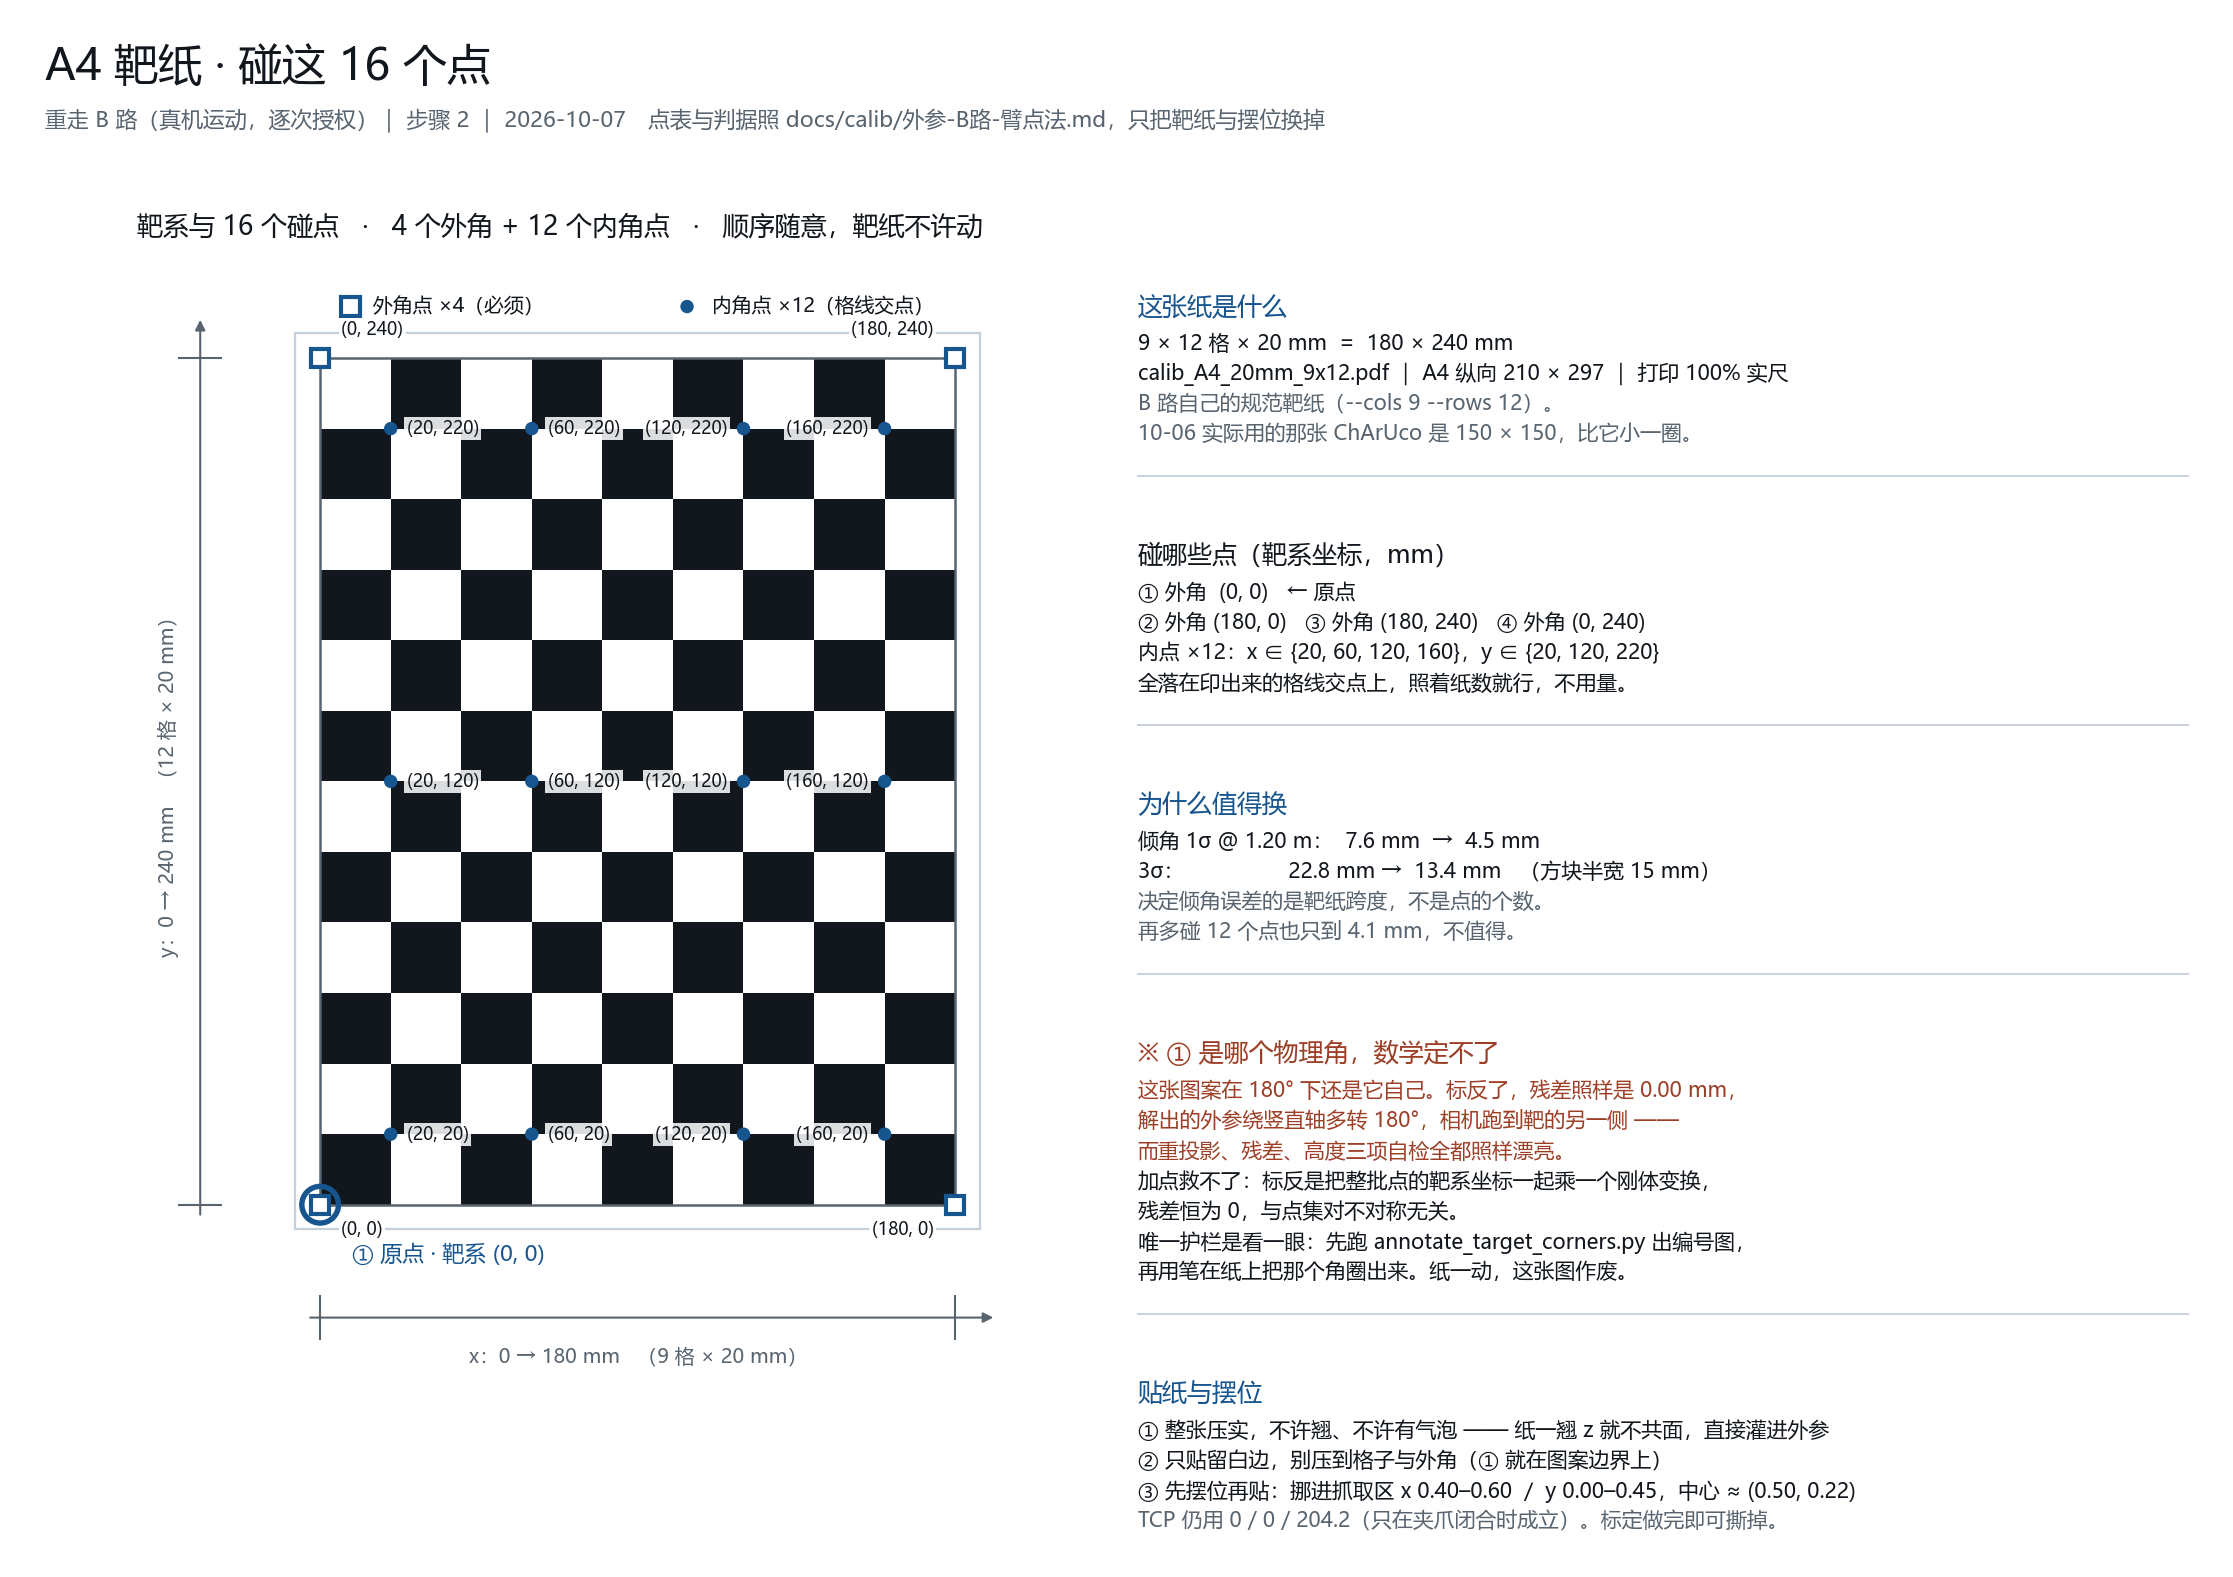 A4 靶纸 · 碰这 16 个点
重走 B 路（真机运动，逐次授权）｜ 步骤 2 ｜ 2026-10-07 点表与判据照 docs/calib/外参-B路-臂点法.md，只把靶纸与摆位换掉
靶系与 16 个碰点 · 4 个外角 + 12 个内角点 · 顺序随意，靶纸不许动
外角点 ×4（必须）
内角点 ×12（格线交点）
(0, 240)
(180, 240)
(20, 220)
(60, 220)
(120, 220)
(160, 220)
(20, 120)
(60, 120)
(120, 120)
(160, 120)
(20, 20)
(60, 20)
(120, 20)
(160, 20)
(0, 0)
(180, 0)
① 原点 · 靶系 (0, 0)
y：0 → 240 mm （12 格 × 20 mm）
x：0 → 180 mm （9 格 × 20 mm）
这张纸是什么
9 × 12 格 × 20 mm = 180 × 240 mm
calib_A4_20mm_9x12.pdf ｜ A4 纵向 210 × 297 ｜ 打印 100% 实尺
B 路自己的规范靶纸（--cols 9 --rows 12）。
10-06 实际用的那张 ChArUco 是 150 × 150，比它小一圈。
碰哪些点（靶系坐标，mm）
① 外角 (0, 0) ← 原点
② 外角 (180, 0) ③ 外角 (180, 240) ④ 外角 (0, 240)
内点 ×12：x ∈ {20, 60, 120, 160}，y ∈ {20, 120, 220}
全落在印出来的格线交点上，照着纸数就行，不用量。
为什么值得换
倾角 1σ @ 1.20 m： 7.6 mm → 4.5 mm
3σ： 22.8 mm → 13.4 mm （方块半宽 15 mm）
决定倾角误差的是靶纸跨度，不是点的个数。
再多碰 12 个点也只到 4.1 mm，不值得。
※ ① 是哪个物理角，数学定不了
这张图案在 180° 下还是它自己。标反了，残差照样是 0.00 mm，
解出的外参绕竖直轴多转 180°，相机跑到靶的另一侧 ——
而重投影、残差、高度三项自检全都照样漂亮。
加点救不了：标反是把整批点的靶系坐标一起乘一个刚体变换，
残差恒为 0，与点集对不对称无关。
唯一护栏是看一眼：先跑 annotate_target_corners.py 出编号图，
再用笔在纸上把那个角圈出来。纸一动，这张图作废。
贴纸与摆位
① 整张压实，不许翘、不许有气泡 —— 纸一翘 z 就不共面，直接灌进外参
② 只贴留白边，别压到格子与外角（① 就在图案边界上）
③ 先摆位再贴：挪进抓取区 x 0.40–0.60 / y 0.00–0.45，中心 ≈ (0.50, 0.22)
TCP 仍用 0 / 0 / 204.2（只在夹爪闭合时成立）。标定做完即可撕掉。